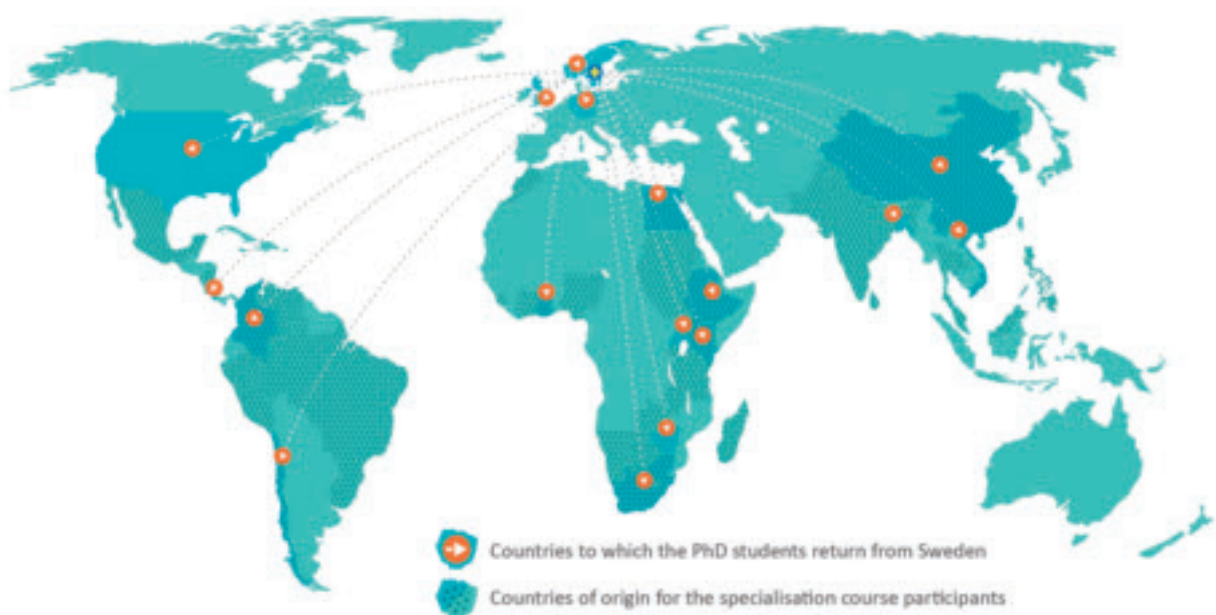 Countries to which the PhD students return from Sweden
Countries of origin for the specialisation course participants